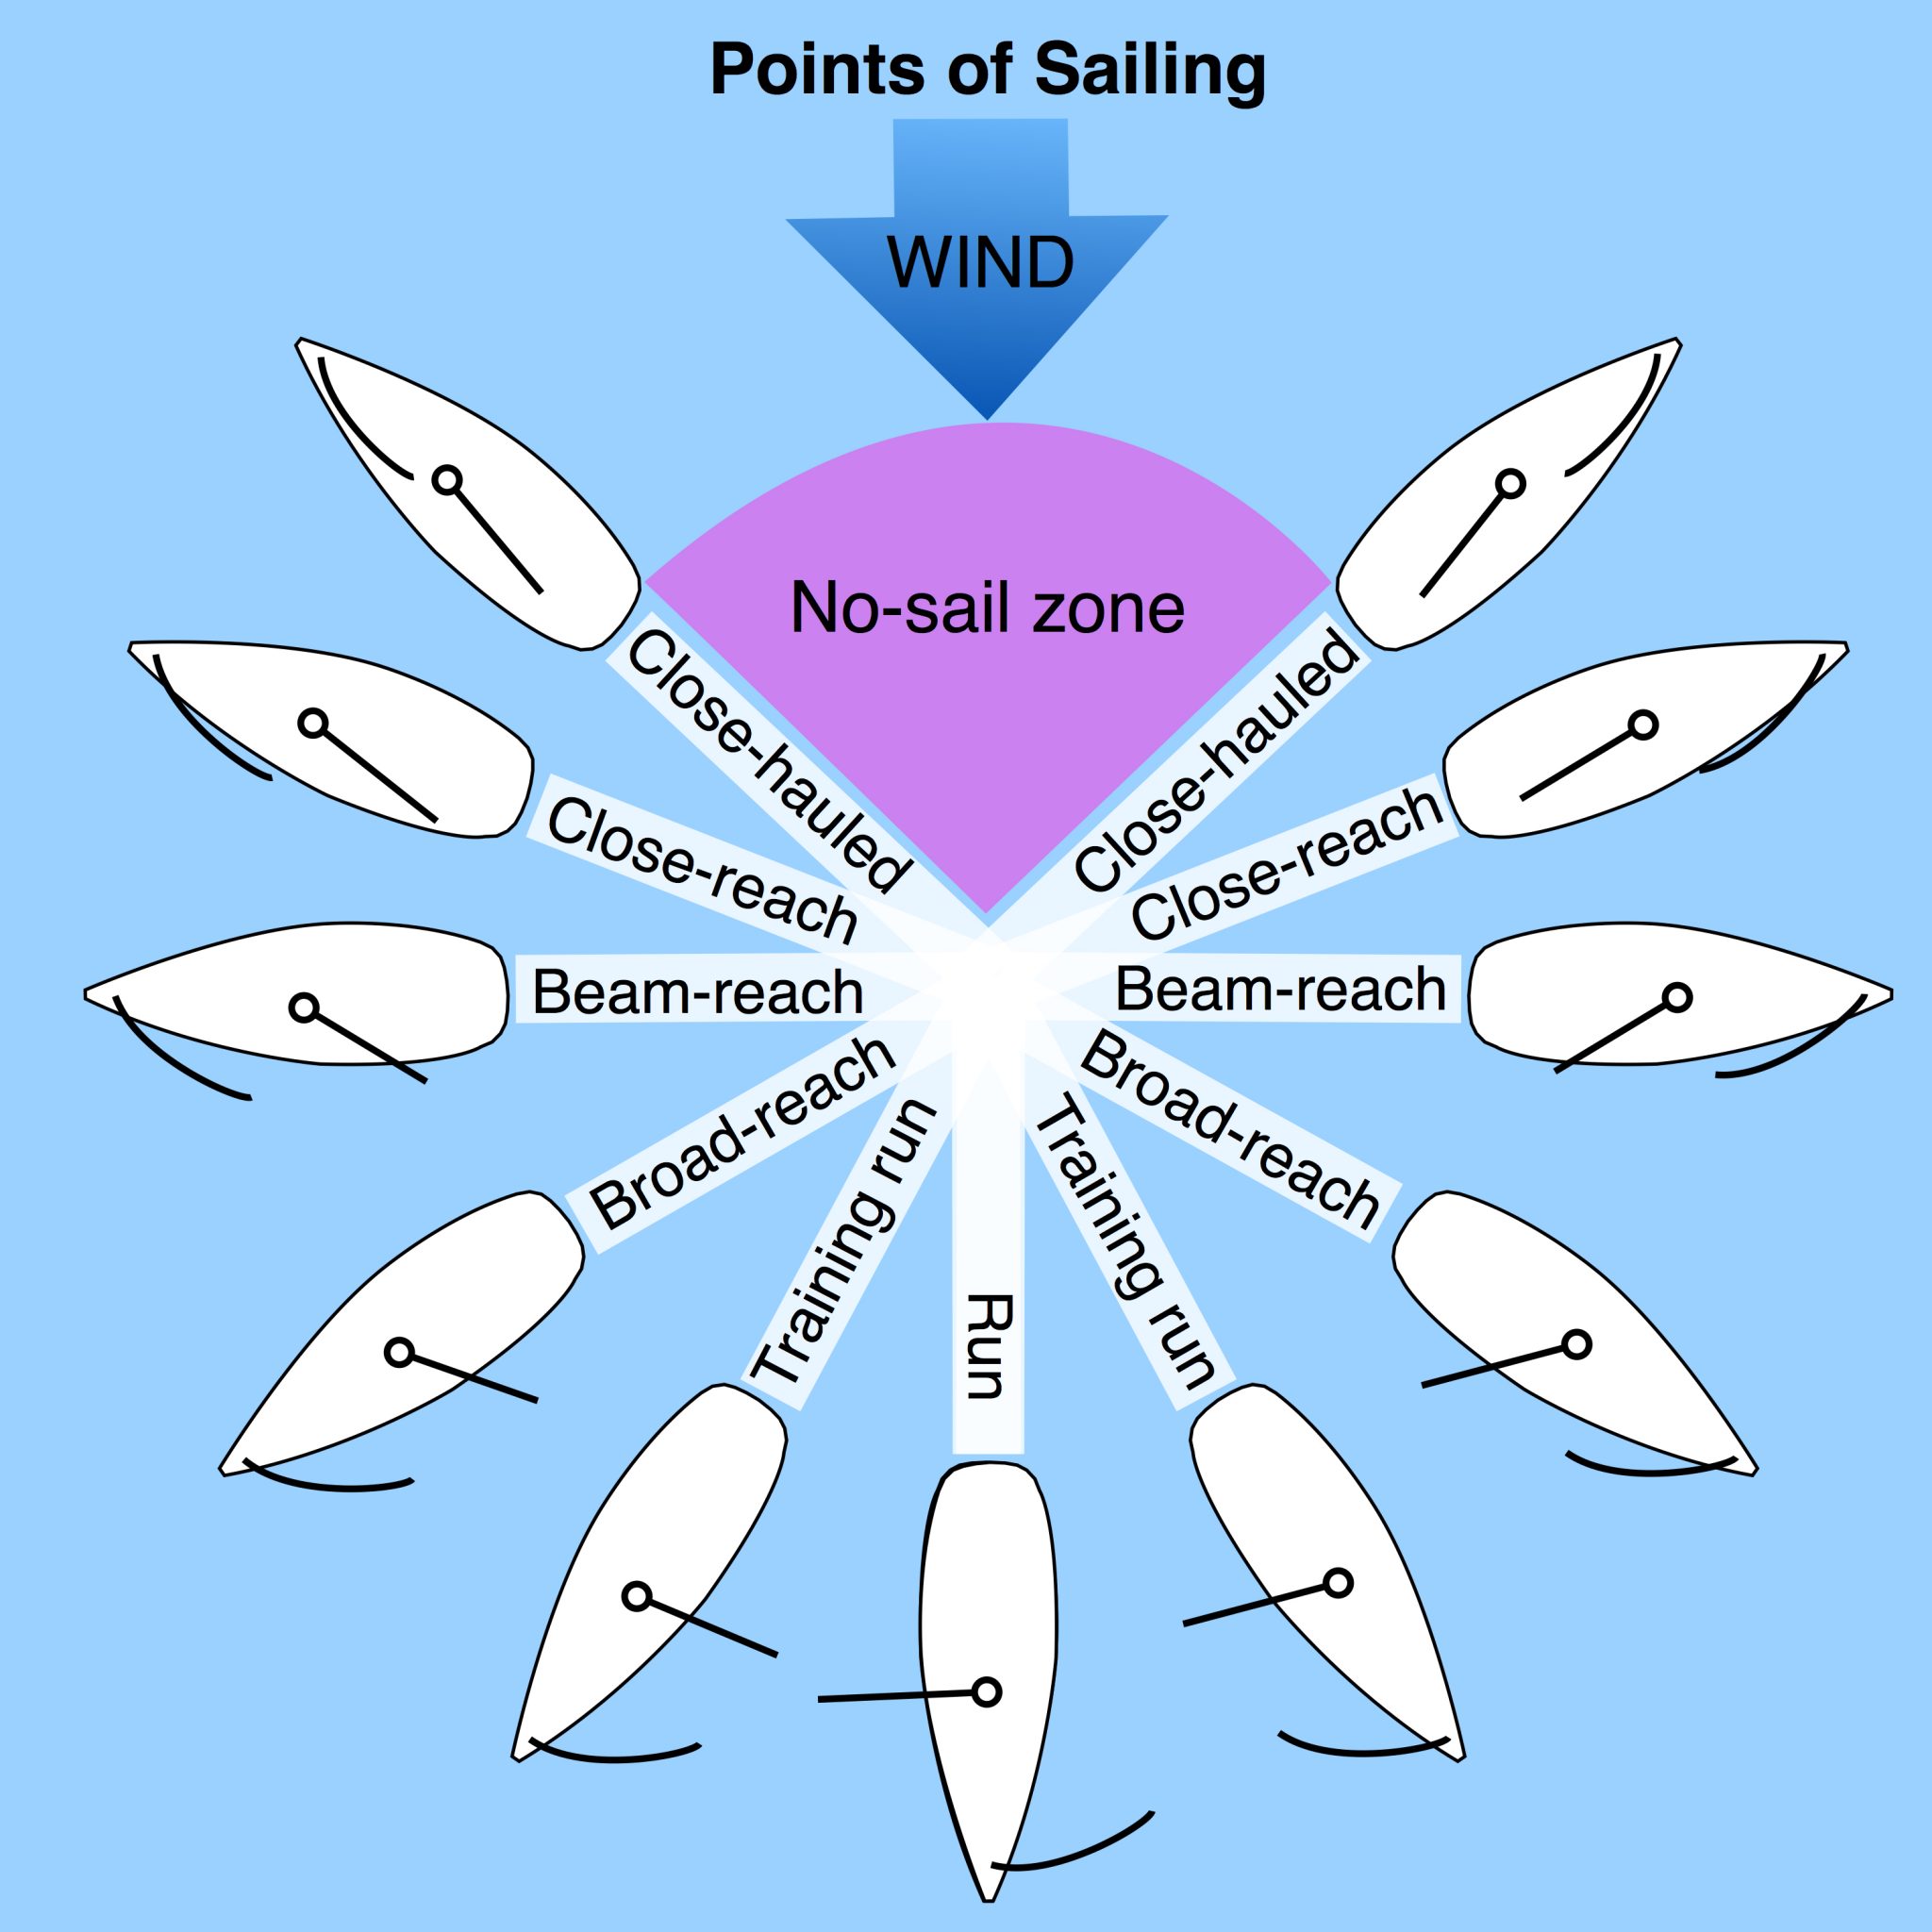 Points of Sailing
WIND
No-sail zone
Close-hauled
Close-hauled
Close-reach
Close-reach
Beam-reach
Beam-reach
Broad-reach
Broad-reach
Training run
Training run
Run